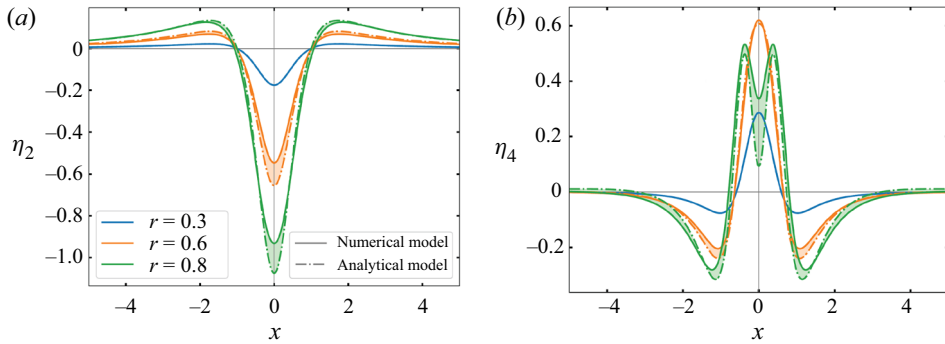 (a)
0
−0.2
−0.4
−0.6
−0.8
−1.0
η2
r = 0.3
r = 0.6
r = 0.8
Numerical model
Analytical model
−4 −2 0 2 4
x
(b)
0.6
0.4
0.2
0
−0.2
η4
−4 −2 0 2 4
x